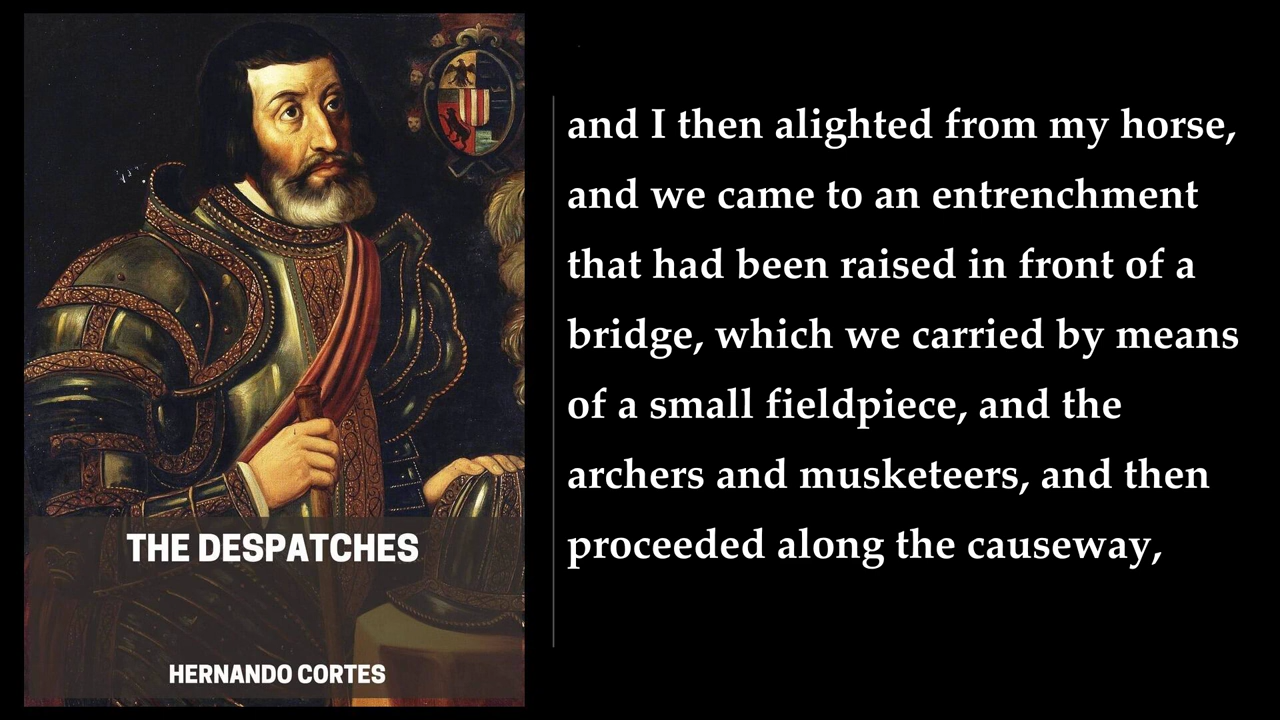 THE DESPATCHES
HERNANDO CORTES
and I then alighted from my horse,
and we came to an entrenchment
that had been raised in front of a
bridge, which we carried by means
of a small fieldpiece, and the
archers and musketeers, and then
proceeded along the causeway,